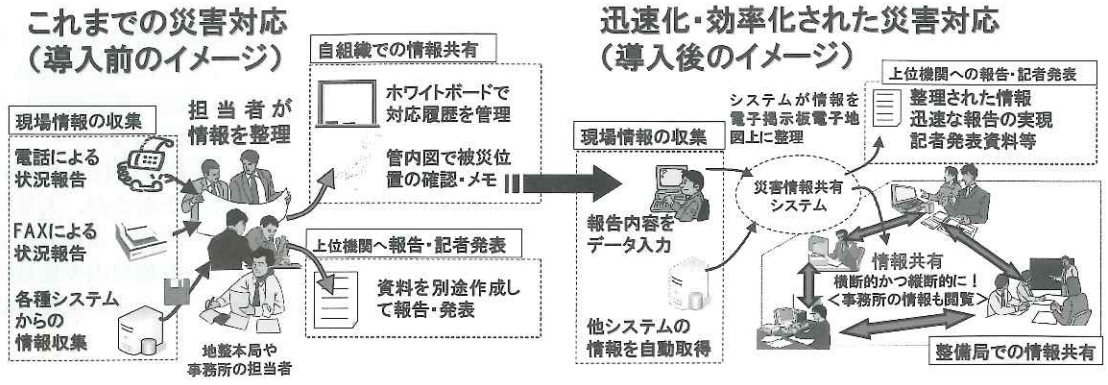 これまでの災害対応
（導入前のイメージ）
現場情報の収集
電話による
状況報告
FAXによる
状況報告
各種システム
からの
情報収集
担当者が
情報を整理
地整本局や
事務所の担当者
自組織での情報共有
ホワイトボードで
対応履歴を管理
管内図で被災位
置の確認・メモ
上位機関へ報告・記者発表
資料を別途作成し
て報告・発表
迅速化・効率化された災害対応
（導入後のイメージ）
現場情報の収集
報告内容を
データ入力
他システムの
情報を自動取得
システムが情報を
電子掲示板電子地
図上に整理
災害情報共有
システム
上位機関への報告・記者発表
整理された情報
迅速な報告の実現
記者発表資料等
情報共有
横断的かつ縦断的に！
＜事務所の情報も閲覧＞
整備局での情報共有